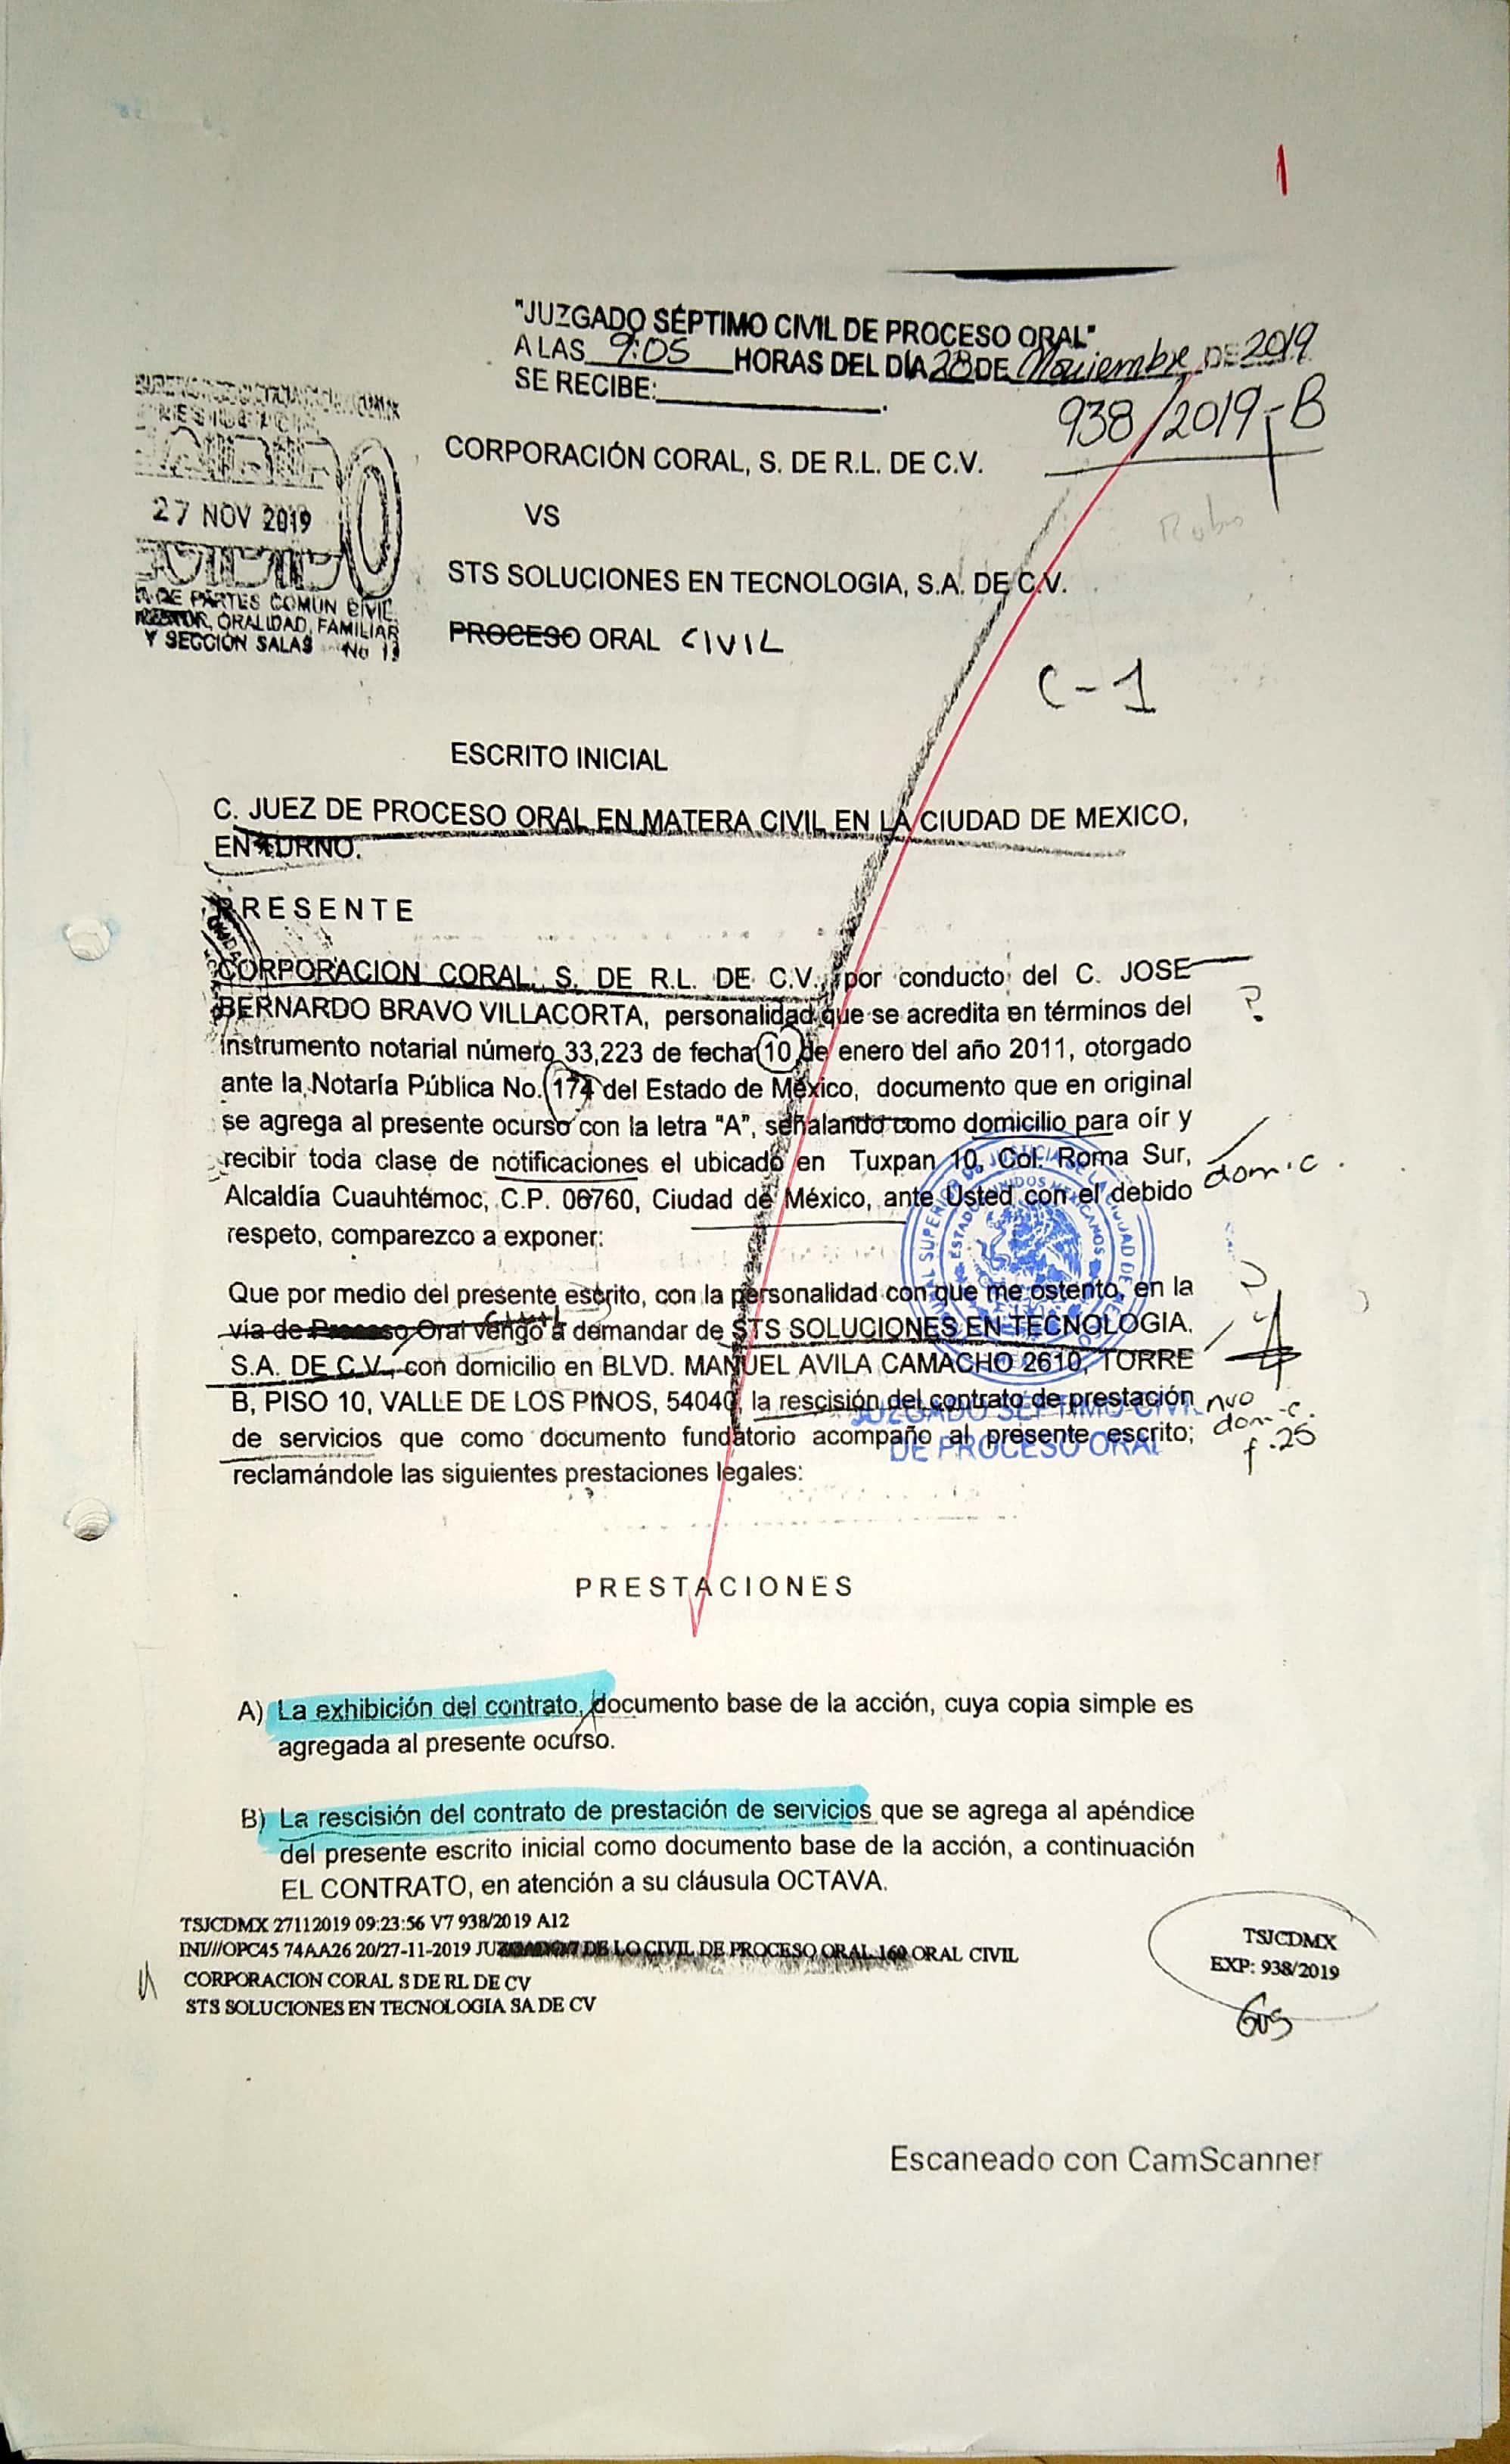 1
"JUZGADO SÉPTIMO CIVIL DE PROCESO ORAL"
A LAS 9:05 HORAS DEL DÍA 28 DE Noviembre DE 2019
SE RECIBE:
938/2019-B
CORPORACIÓN CORAL, S. DE R.L. DE C.V.
27 NOV 2019
VS
Rubio
STS SOLUCIONES EN TECNOLOGIA, S.A. DE C.V.
DE PARTES COMÚN CIVIL
ORALIDAD, FAMILIAR
Y SECCIÓN SALAS No 13
PROCESO ORAL CIVIL
C-1
ESCRITO INICIAL
C. JUEZ DE PROCESO ORAL EN MATERA CIVIL EN LA CIUDAD DE MEXICO,
EN TURNO.
PRESENTE
CORPORACION CORAL, S. DE R.L. DE C.V., por conducto del C. JOSE
BERNARDO BRAVO VILLACORTA, personalidad que se acredita en términos del
?
instrumento notarial número 33,223 de fecha 10 de enero del año 2011, otorgado
ante la Notaría Pública No. 174 del Estado de México, documento que en original
se agrega al presente ocurso con la letra "A", señalando como domicilio para oír y
recibir toda clase de notificaciones el ubicado en Tuxpan 10, Col. Roma Sur,
domic.
Alcaldía Cuauhtémoc, C.P. 06760, Ciudad de México, ante Usted con el debido
respeto, comparezco a exponer:
ESTADOS UNIDOS MEXICANOS
Que por medio del presente escrito, con la personalidad con que me ostento, en la
civil
vía de Proceso Oral vengo a demandar de STS SOLUCIONES EN TECNOLOGIA.
S.A. DE C.V., con domicilio en BLVD. MANUEL AVILA CAMACHO 2610, TORRE
B, PISO 10, VALLE DE LOS PINOS, 54040, la rescisión del contrato de prestación
de servicios que como documento fundatorio acompaño al presente escrito;
reclamándole las siguientes prestaciones legales:
nvo
domic.
f.25
JUZGADO SÉPTIMO CIVIL
DE PROCESO ORAL
PRESTACIONES
A) La exhibición del contrato, documento base de la acción, cuya copia simple es
agregada al presente ocurso.
B) La rescisión del contrato de prestación de servicios que se agrega al apéndice
del presente escrito inicial como documento base de la acción, a continuación
EL CONTRATO, en atención a su cláusula OCTAVA.
TSJCDMX 27112019 09:23:56 V7 938/2019 A12
INI///OPC45 74AA26 20/27-11-2019 JUZGADO 7 DE LO CIVIL DE PROCESO ORAL 160 ORAL CIVIL
CORPORACION CORAL S DE RL DE CV
STS SOLUCIONES EN TECNOLOGIA SA DE CV
TSJCDMX
EXP: 938/2019
Escaneado con CamScanner